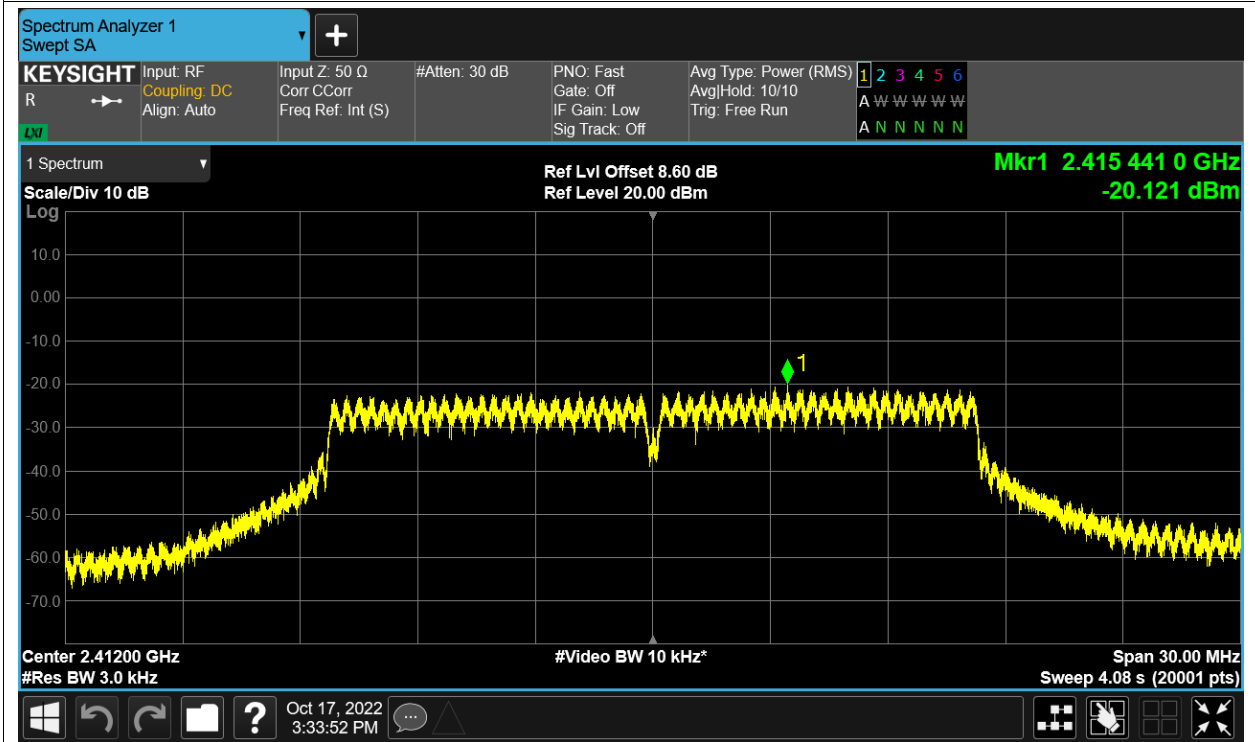 Spectrum Analyzer 1
Swept SA
KEYSIGHT
R
LXI
Input: RF
Coupling: DC
Align: Auto
Input Z: 50 Ω
Corr CCorr
Freq Ref: Int (S)
#Atten: 30 dB
PNO: Fast
Gate: Off
IF Gain: Low
Sig Track: Off
Avg Type: Power (RMS)
Avg|Hold: 10/10
Trig: Free Run
1 2 3 4 5 6
A W W W W W
A N N N N N
1 Spectrum
Scale/Div 10 dB
Log
Ref Lvl Offset 8.60 dB
Ref Level 20.00 dBm
Mkr1 2.415 441 0 GHz
-20.121 dBm
10.0
0.00
-10.0
1
-20.0
-30.0
-40.0
-50.0
-60.0
-70.0
Center 2.41200 GHz
#Res BW 3.0 kHz
#Video BW 10 kHz*
Span 30.00 MHz
Sweep 4.08 s (20001 pts)
?
Oct 17, 2022
3:33:52 PM